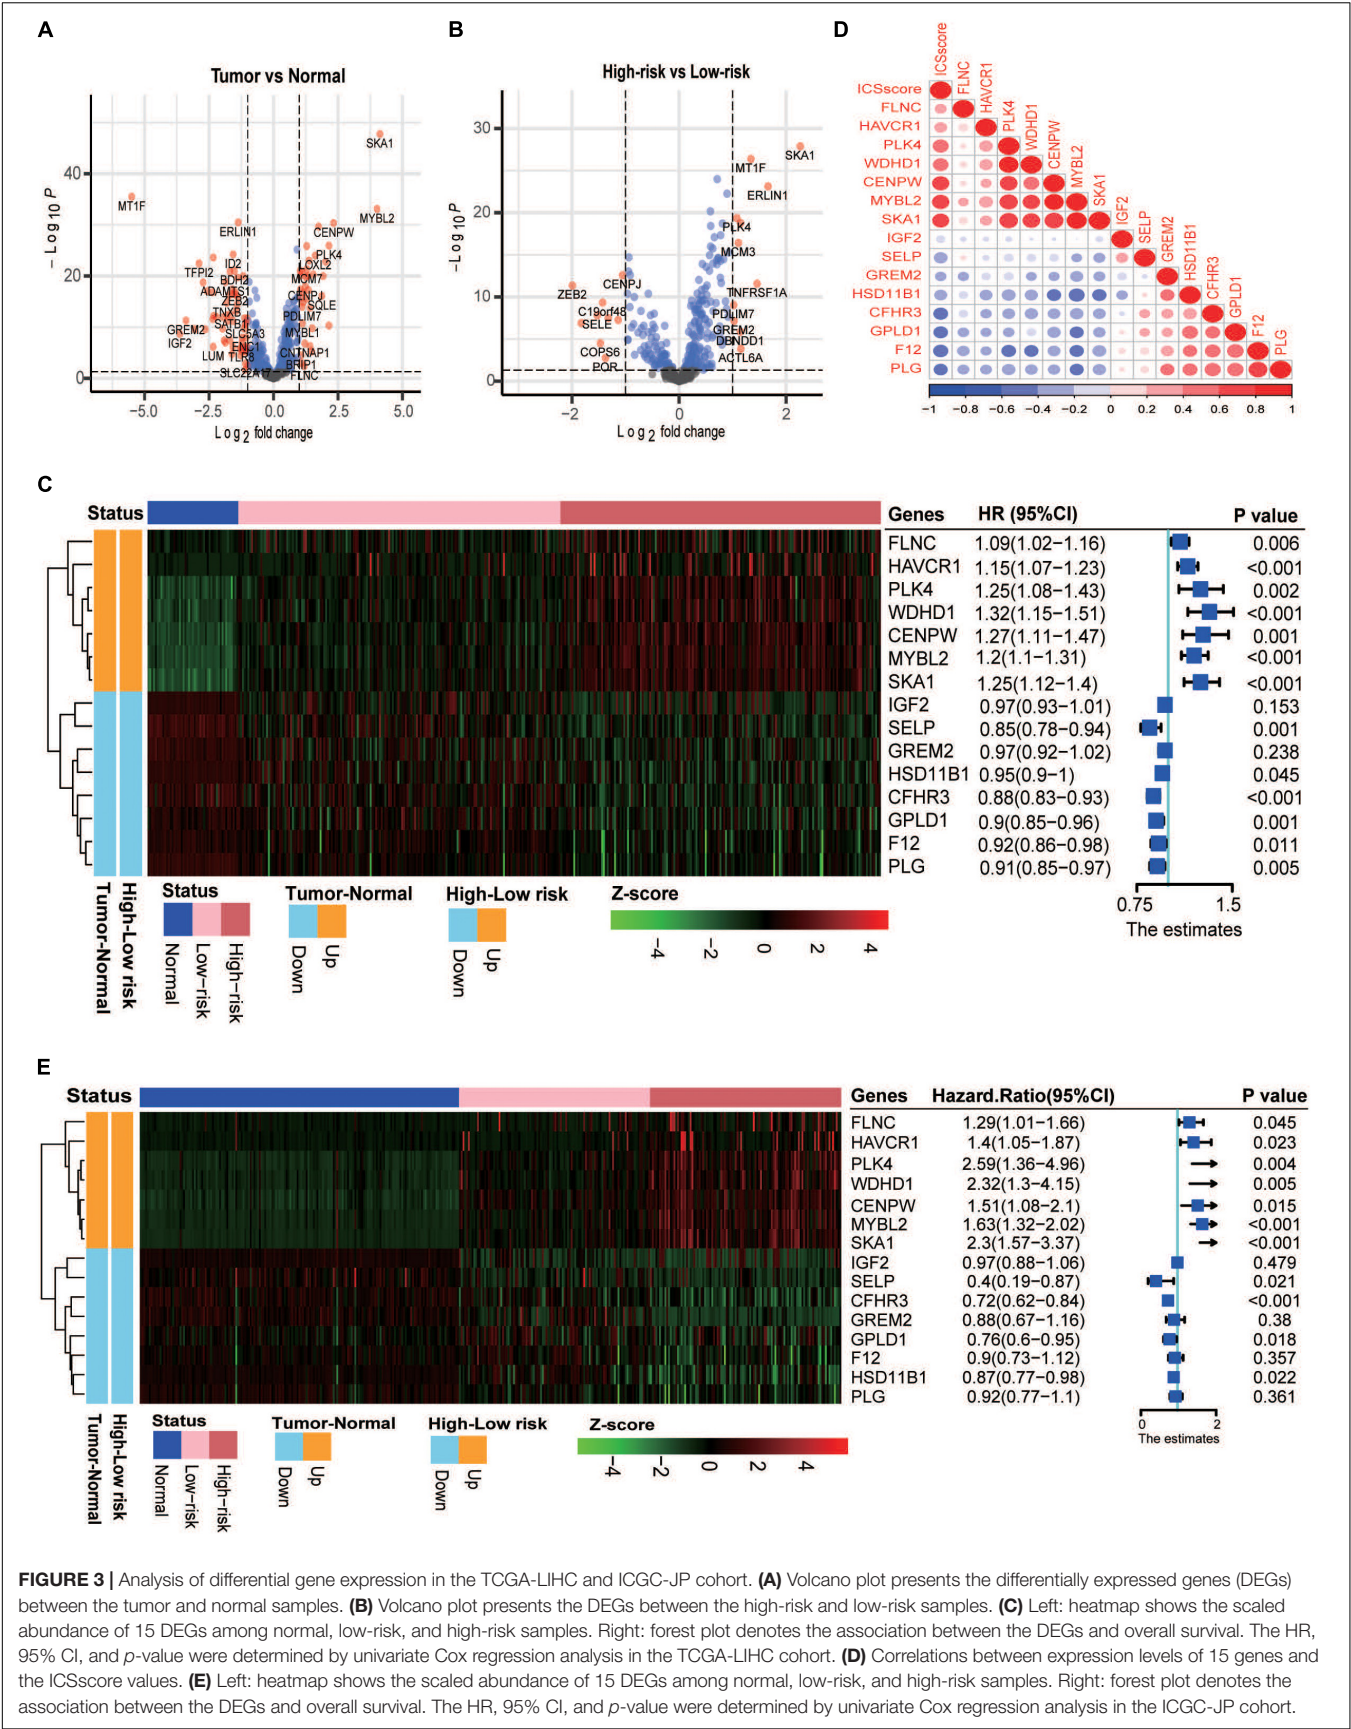 A
B
D
Tumor vs Normal
− Log10 P
40
20
0
SKA1
MT1F
MYBL2
ERLIN1
CENPW
PLK4
ID2
LOXL2
TFPI2
BDH2
MCM7
ADAMTS1
CENPJ
ZEB2
SQLE
TNXB
PDLIM7
SATB1
GREM2
SLC5A3
MYBL1
IGF2
ENC1
LUM
TLR8
CNTNAP1
BRIP1
SLC22A17
FLNC
−5.0
−2.5
0.0
2.5
5.0
Log2 fold change
High-risk vs Low-risk
−Log10 P
30
20
10
0
SKA1
MT1F
ERLIN1
PLK4
MCM3
CENPJ
ZEB2
TNFRSF1A
C19orf48
PDLIM7
SELE
GREM2
DBNDD1
COPS6
ACTL6A
POR
−2
0
2
Log2 fold change
ICSscore
FLNC
HAVCR1
PLK4
WDHD1
CENPW
MYBL2
SKA1
IGF2
SELP
GREM2
HSD11B1
CFHR3
GPLD1
F12
PLG
ICSscore
FLNC
HAVCR1
PLK4
WDHD1
CENPW
MYBL2
SKA1
IGF2
SELP
GREM2
HSD11B1
CFHR3
GPLD1
F12
PLG
−1 −0.8 −0.6 −0.4 −0.2 0 0.2 0.4 0.6 0.8 1
C
Status
Genes HR (95%CI) P value
FLNC 1.09(1.02−1.16) 0.006
HAVCR1 1.15(1.07−1.23) <0.001
PLK4 1.25(1.08−1.43) 0.002
WDHD1 1.32(1.15−1.51) <0.001
CENPW 1.27(1.11−1.47) 0.001
MYBL2 1.2(1.1−1.31) <0.001
SKA1 1.25(1.12−1.4) <0.001
IGF2 0.97(0.93−1.01) 0.153
SELP 0.85(0.78−0.94) 0.001
GREM2 0.97(0.92−1.02) 0.238
HSD11B1 0.95(0.9−1) 0.045
CFHR3 0.88(0.83−0.93) <0.001
GPLD1 0.9(0.85−0.96) 0.001
F12 0.92(0.86−0.98) 0.011
PLG 0.91(0.85−0.97) 0.005
0.75 1.5
The estimates
Tumor-Normal
High-Low risk
Status
Normal
Low−risk
High−risk
Tumor-Normal
Down
Up
High-Low risk
Down
Up
Z-score
−4 −2 0 2 4
E
Status
Genes Hazard.Ratio(95%CI) P value
FLNC 1.29(1.01−1.66) 0.045
HAVCR1 1.4(1.05−1.87) 0.023
PLK4 2.59(1.36−4.96) 0.004
WDHD1 2.32(1.3−4.15) 0.005
CENPW 1.51(1.08−2.1) 0.015
MYBL2 1.63(1.32−2.02) <0.001
SKA1 2.3(1.57−3.37) <0.001
IGF2 0.97(0.88−1.06) 0.479
SELP 0.4(0.19−0.87) 0.021
CFHR3 0.72(0.62−0.84) <0.001
GREM2 0.88(0.67−1.16) 0.38
GPLD1 0.76(0.6−0.95) 0.018
F12 0.9(0.73−1.12) 0.357
HSD11B1 0.87(0.77−0.98) 0.022
PLG 0.92(0.77−1.1) 0.361
0 2
The estimates
Tumor-Normal
High-Low risk
Status
Normal
Low−risk
High−risk
Tumor-Normal
Down
Up
High-Low risk
Down
Up
Z-score
−4 −2 0 2 4
FIGURE 3 | Analysis of differential gene expression in the TCGA-LIHC and ICGC-JP cohort. (A) Volcano plot presents the differentially expressed genes (DEGs)
between the tumor and normal samples. (B) Volcano plot presents the DEGs between the high-risk and low-risk samples. (C) Left: heatmap shows the scaled
abundance of 15 DEGs among normal, low-risk, and high-risk samples. Right: forest plot denotes the association between the DEGs and overall survival. The HR,
95% CI, and p-value were determined by univariate Cox regression analysis in the TCGA-LIHC cohort. (D) Correlations between expression levels of 15 genes and
the ICSscore values. (E) Left: heatmap shows the scaled abundance of 15 DEGs among normal, low-risk, and high-risk samples. Right: forest plot denotes the
association between the DEGs and overall survival. The HR, 95% CI, and p-value were determined by univariate Cox regression analysis in the ICGC-JP cohort.